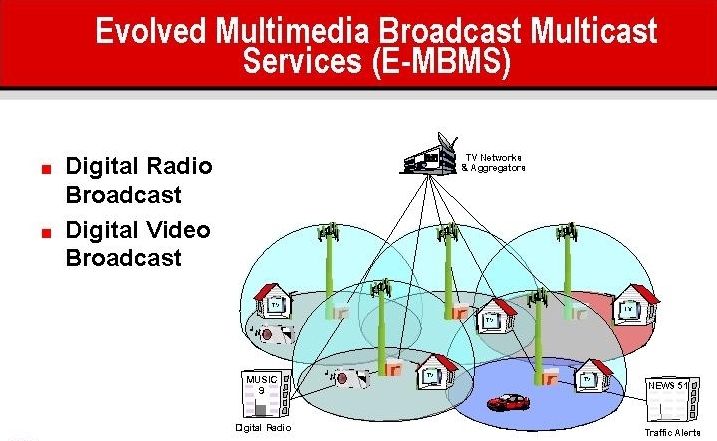 Evolved Multimedia Broadcast Multicast
Services (E-MBMS)
Digital Radio
Broadcast
Digital Video
Broadcast
TV Networks
& Aggregators
TV
TV
TV
TV
TV
MUSIC
9
NEWS 51
Digital Radio
Traffic Alerts